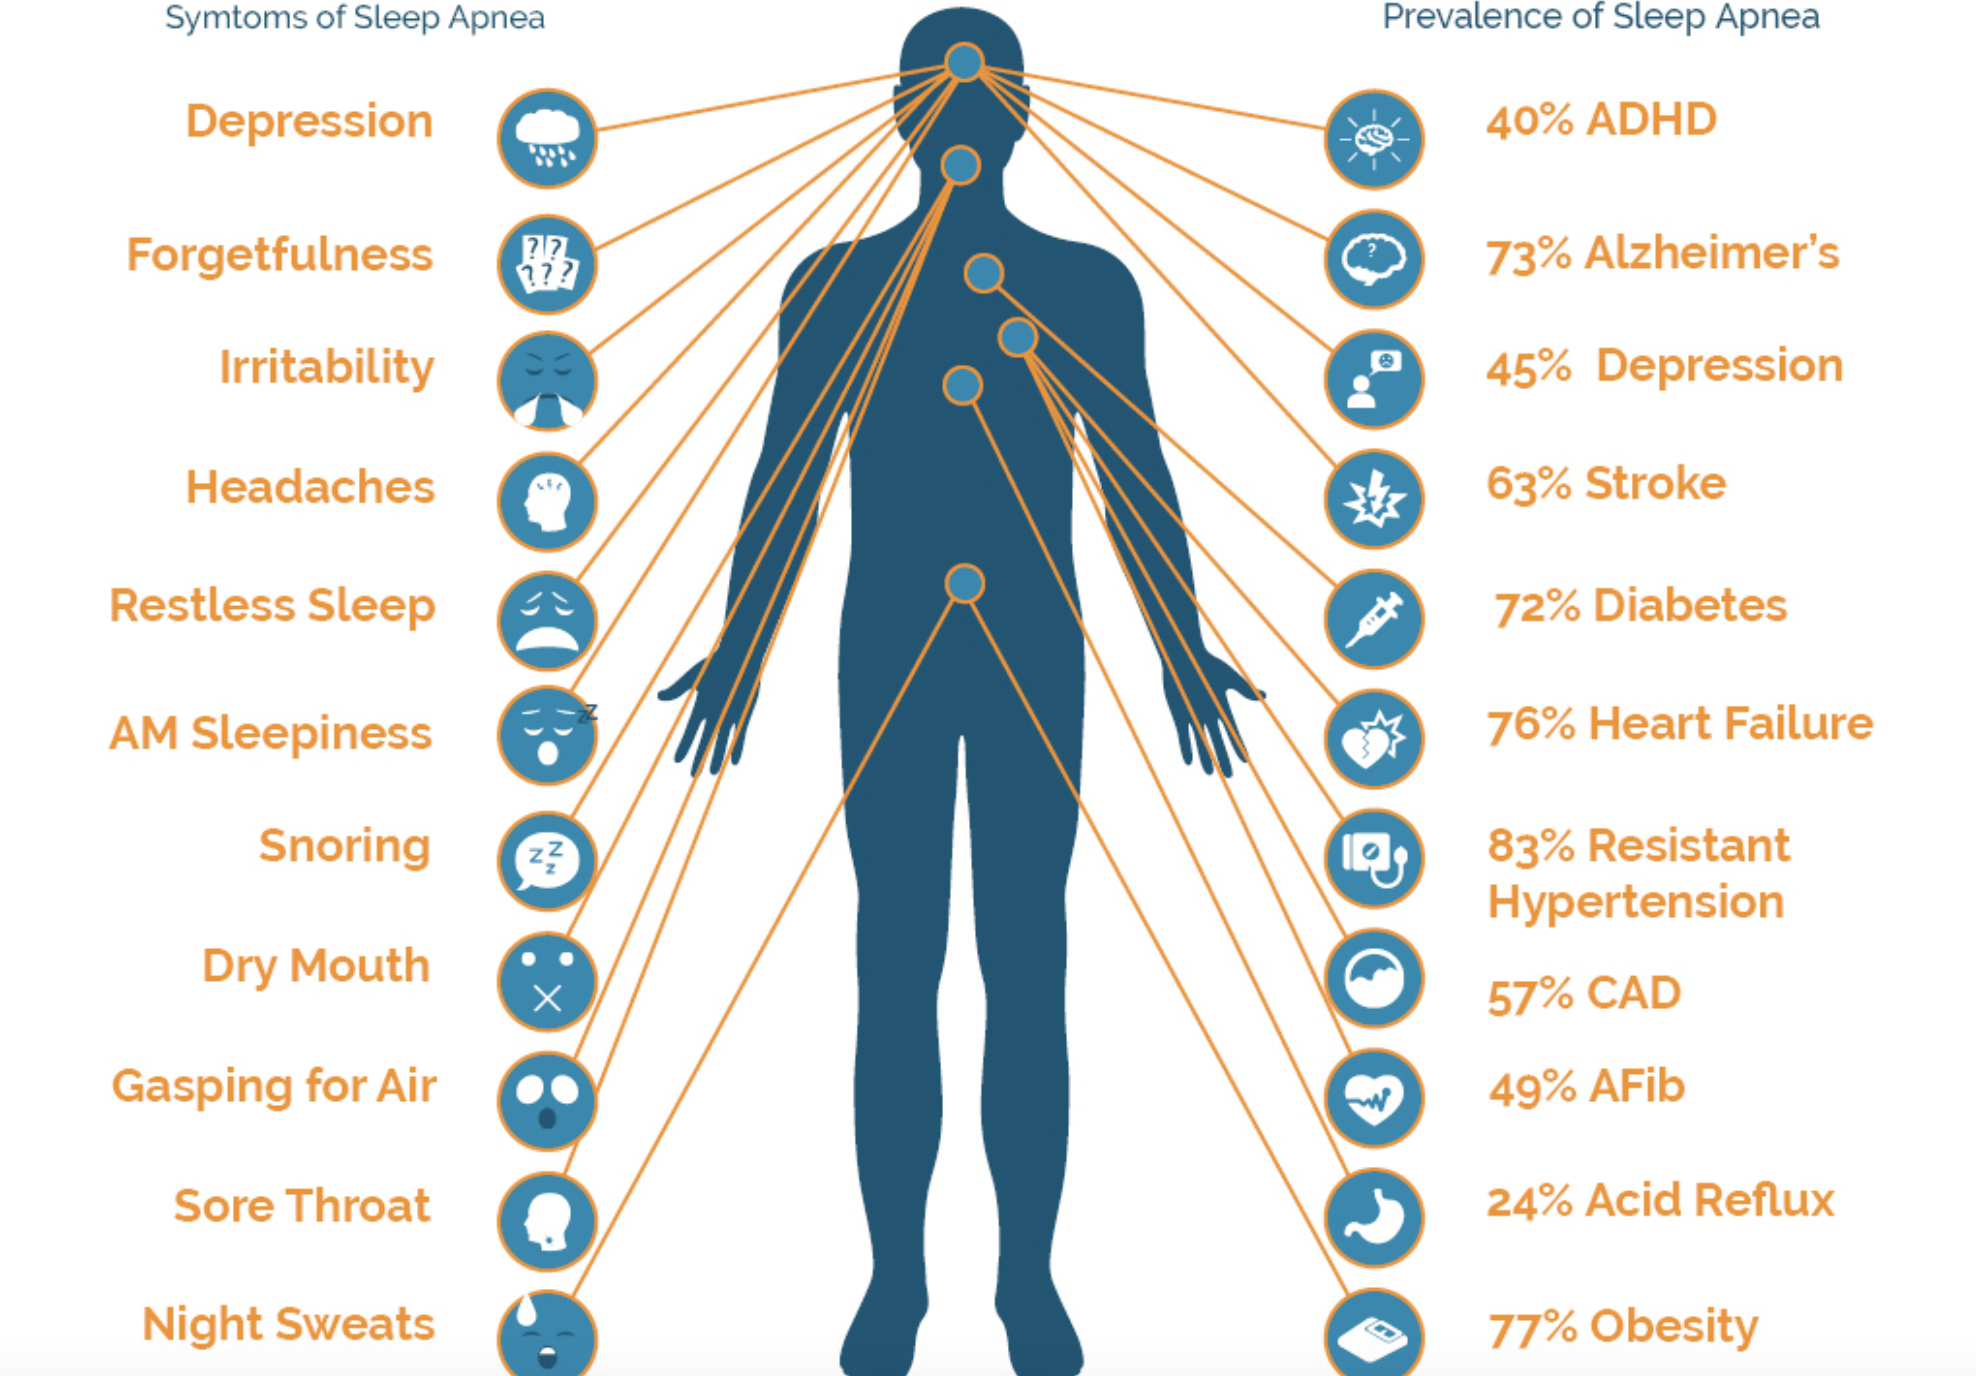 Symtoms of Sleep Apnea
Depression
Forgetfulness
Irritability
Headaches
Restless Sleep
AM Sleepiness
Snoring
Dry Mouth
Gasping for Air
Sore Throat
Night Sweats
? ?
? ? ?
z z
z z
z
Prevalence of Sleep Apnea
?
40% ADHD
73% Alzheimer's
45% Depression
63% Stroke
72% Diabetes
76% Heart Failure
83% Resistant
Hypertension
57% CAD
49% AFib
24% Acid Reflux
77% Obesity